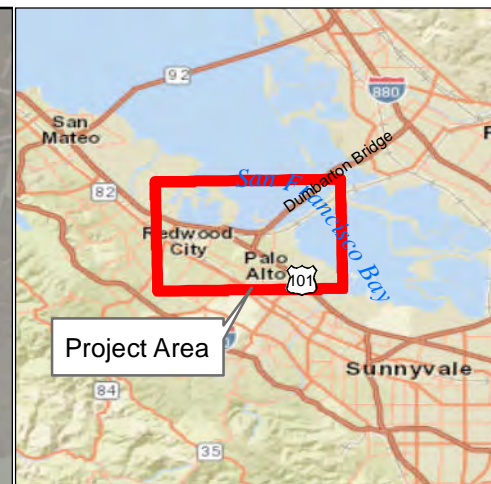 92
880
San
Mateo
F
Dumbarton Bridge
82
San Francisco Bay
Redwood
City
Palo
Alto
101
Project Area
Sunnyvale
84
35